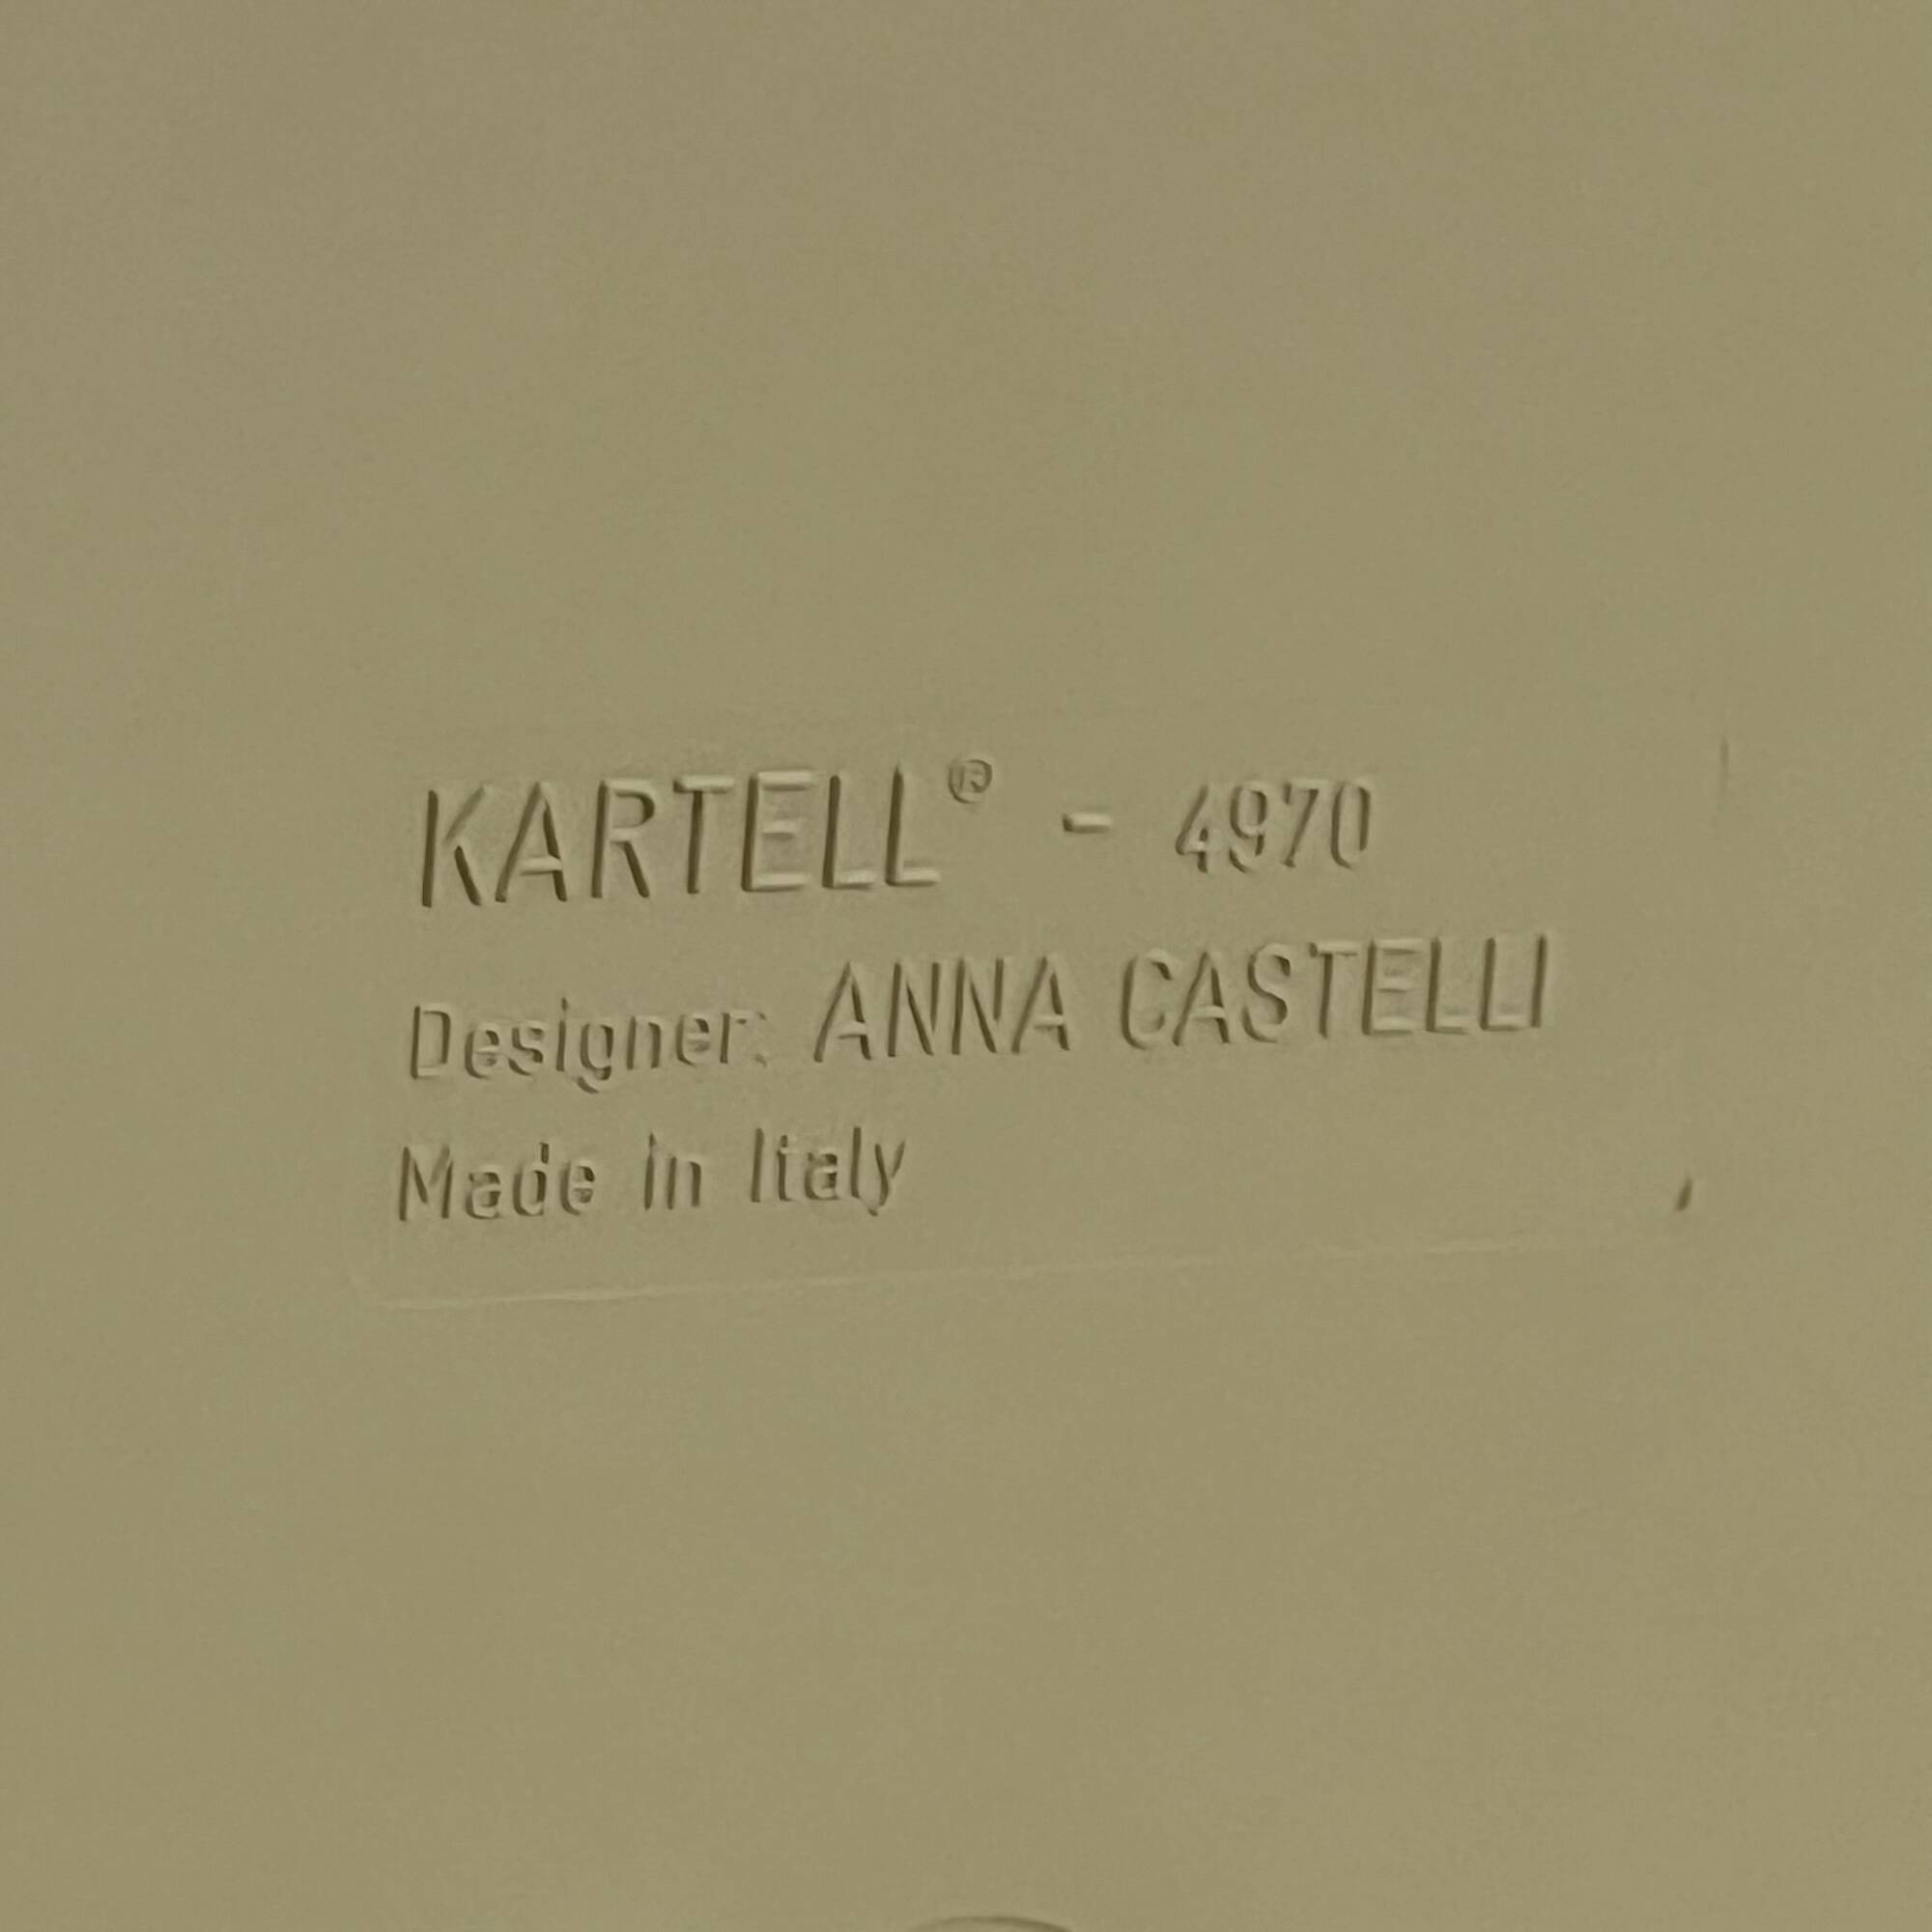 KARTELL® - 4970
Designer: ANNA CASTELLI
Made in Italy